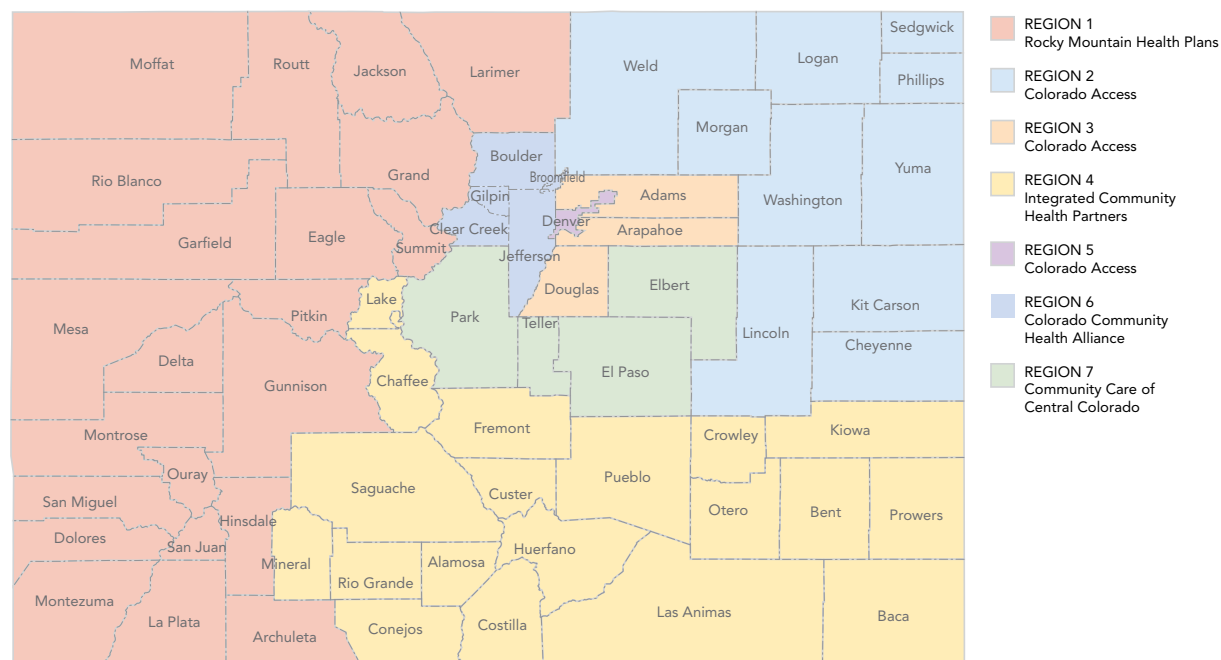 Sedgwick
Moffat
Routt
Jackson
Larimer
Weld
Logan
Phillips
Morgan
Boulder
Yuma
Rio Blanco
Grand
Broomfield
Gilpin
Adams
Washington
Denver
Clear Creek
Arapahoe
Garfield
Eagle
Summit
Jefferson
Douglas
Elbert
Lake
Kit Carson
Mesa
Pitkin
Park
Teller
Lincoln
Cheyenne
Delta
Gunnison
Chaffee
El Paso
Montrose
Fremont
Crowley
Kiowa
Ouray
Saguache
Custer
Pueblo
San Miguel
Otero
Bent
Prowers
Hinsdale
Dolores
San Juan
Huerfano
Mineral
Alamosa
Rio Grande
Montezuma
La Plata
Las Animas
Baca
Archuleta
Conejos
Costilla
REGION 1
Rocky Mountain Health Plans
REGION 2
Colorado Access
REGION 3
Colorado Access
REGION 4
Integrated Community
Health Partners
REGION 5
Colorado Access
REGION 6
Colorado Community
Health Alliance
REGION 7
Community Care of
Central Colorado